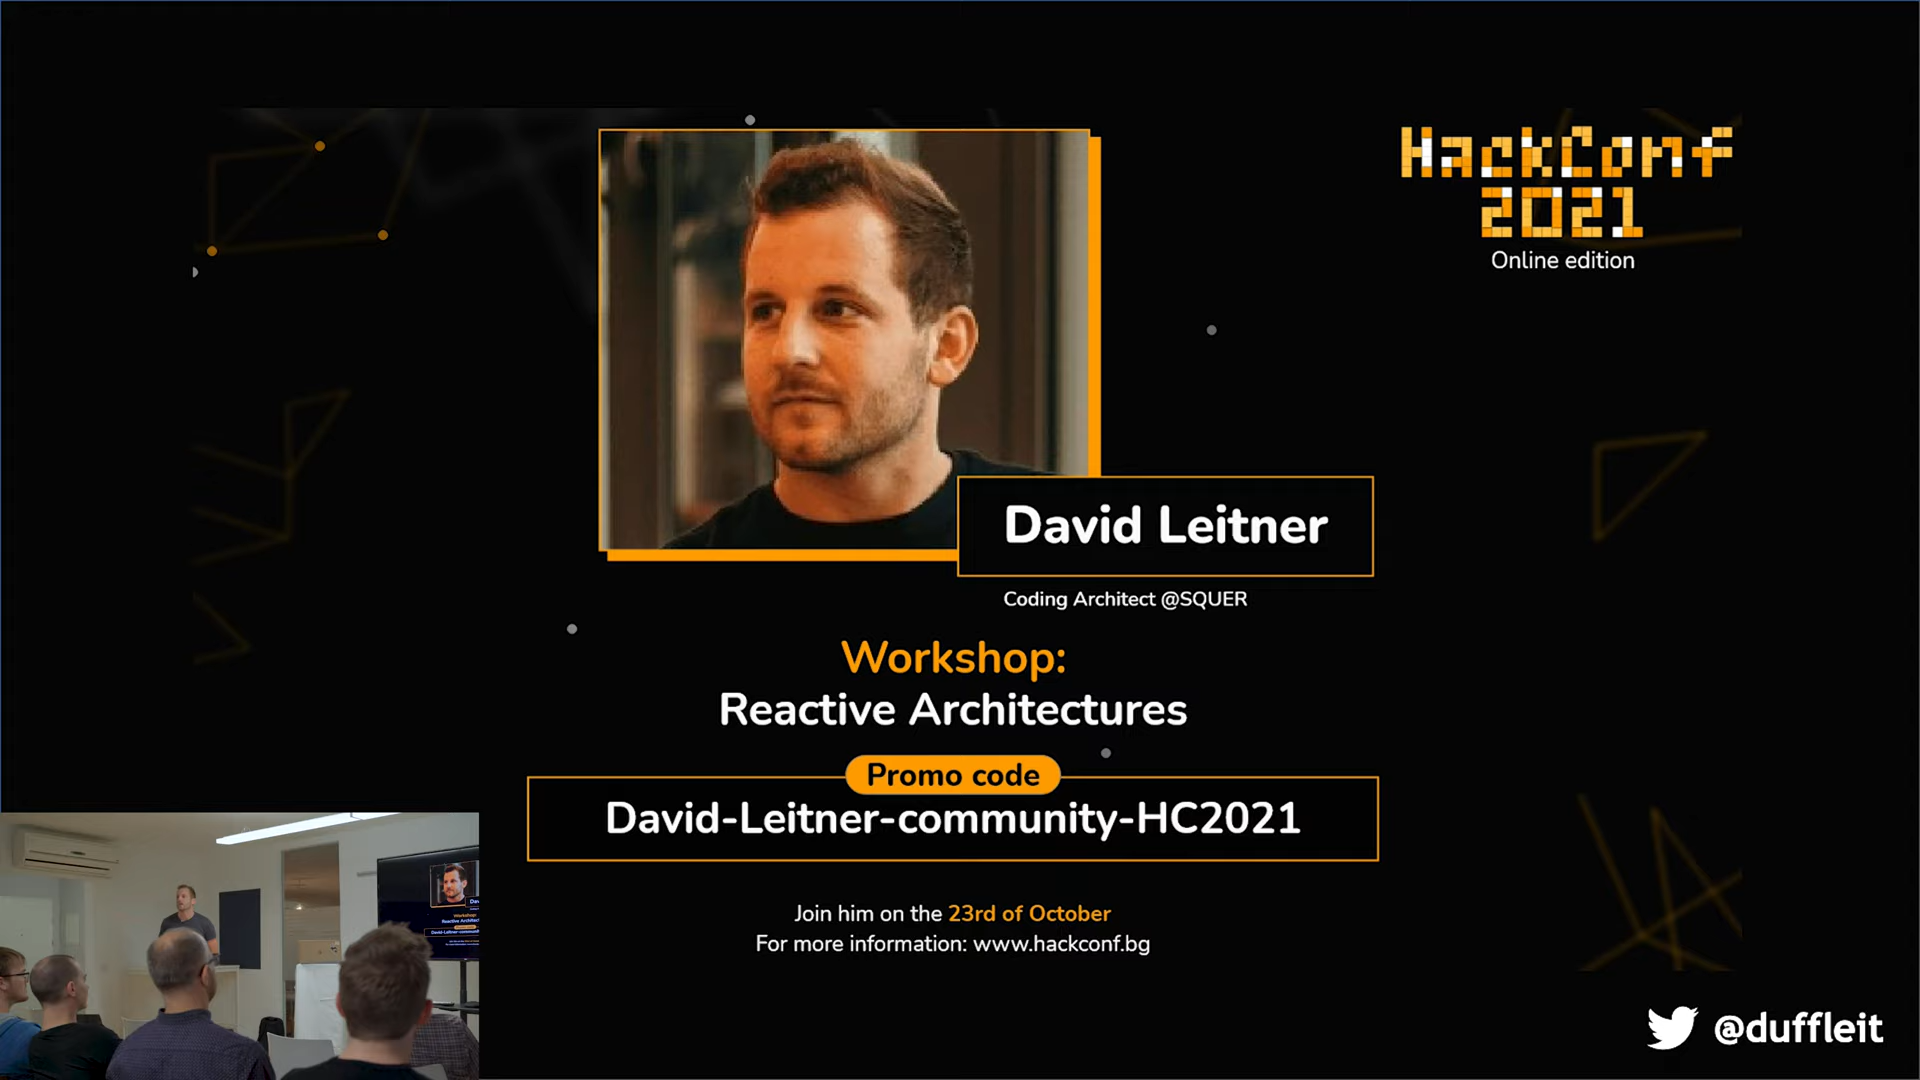 HackConf
2021
Online edition
David Leitner
Coding Architect @SQUER
Workshop:
Reactive Architectures
Promo code
David-Leitner-community-HC2021
Join him on the 23rd of October
For more information: www.hackconf.bg
@duffleit